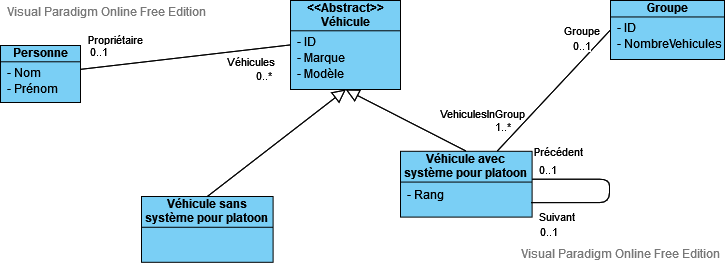 Visual Paradigm Online Free Edition
<<Abstract>>
Véhicule
- ID
- Marque
- Modèle
Groupe
- ID
- NombreVehicules
Personne
- Nom
- Prénom
Propriétaire
0..1
Véhicules
0..*
Groupe
0..1
VehiculesInGroup
1..*
Véhicule avec
système pour platoon
- Rang
Précédent
0..1
Suivant
0..1
Véhicule sans
système pour platoon
Visual Paradigm Online Free Edition